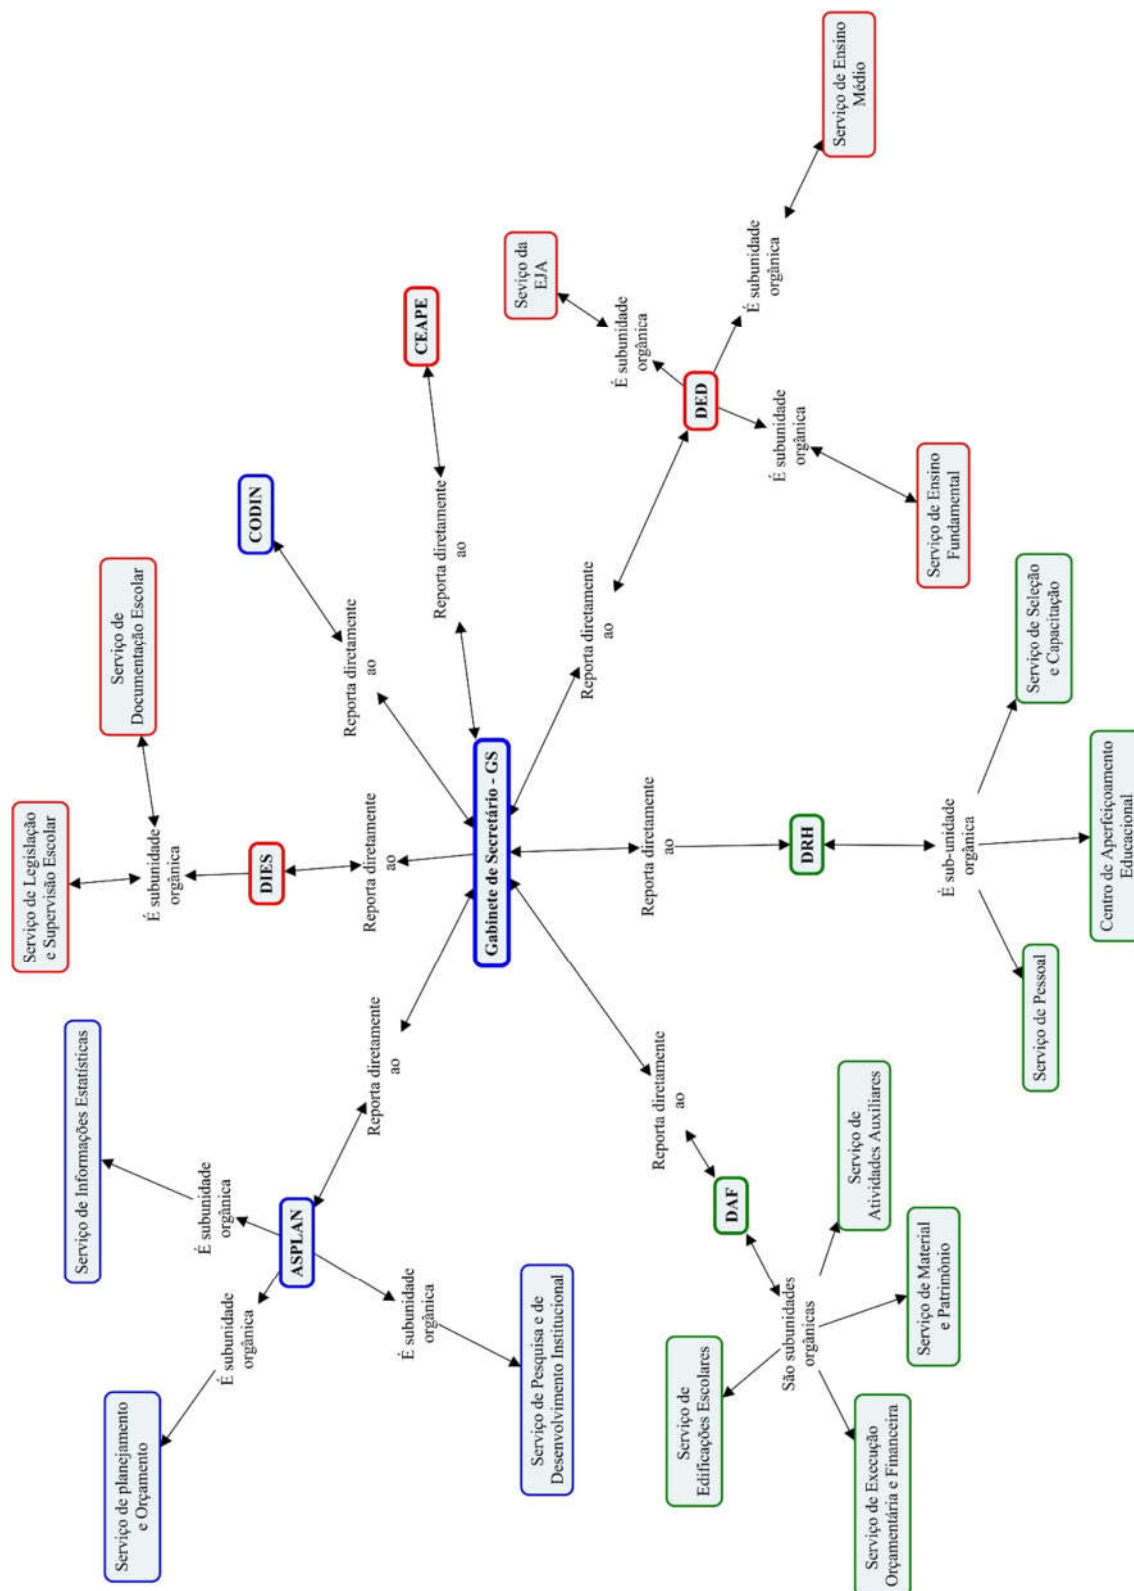 Serviço de Legislação
e Supervisão Escolar
Serviço de
Documentação Escolar
É subunidade
orgânica
DIES
Reporta diretamente
ao
CODIN
Reporta diretamente
ao
CEAPE
Reporta diretamente
ao
Gabinete de Secretário - GS
Serviço de Informações Estatísticas
É subunidade
orgânica
Serviço de planejamento
e Orçamento
É subunidade
orgânica
ASPLAN
Reporta diretamente
ao
É subunidade
orgânica
Serviço de Pesquisa e de
Desenvolvimento Institucional
Seviço da
EJA
É subunidade
orgânica
DED
Reporta diretamente
ao
É subunidade
orgânica
Serviço de Ensino
Médio
É subunidade
orgânica
Serviço de Ensino
Fundamental
Reporta diretamente
ao
DAF
São subunidades
orgânicas
Serviço de
Edificações Escolares
Serviço de Execução
Orçamentária e Financeira
Serviço de Material
e Patrimônio
Serviço de
Atividades Auxiliares
Reporta diretamente
ao
DRH
É sub-unidade
orgânica
Serviço de Pessoal
Centro de Aperfeiçoamento
Educacional
Serviço de Seleção
e Capacitação